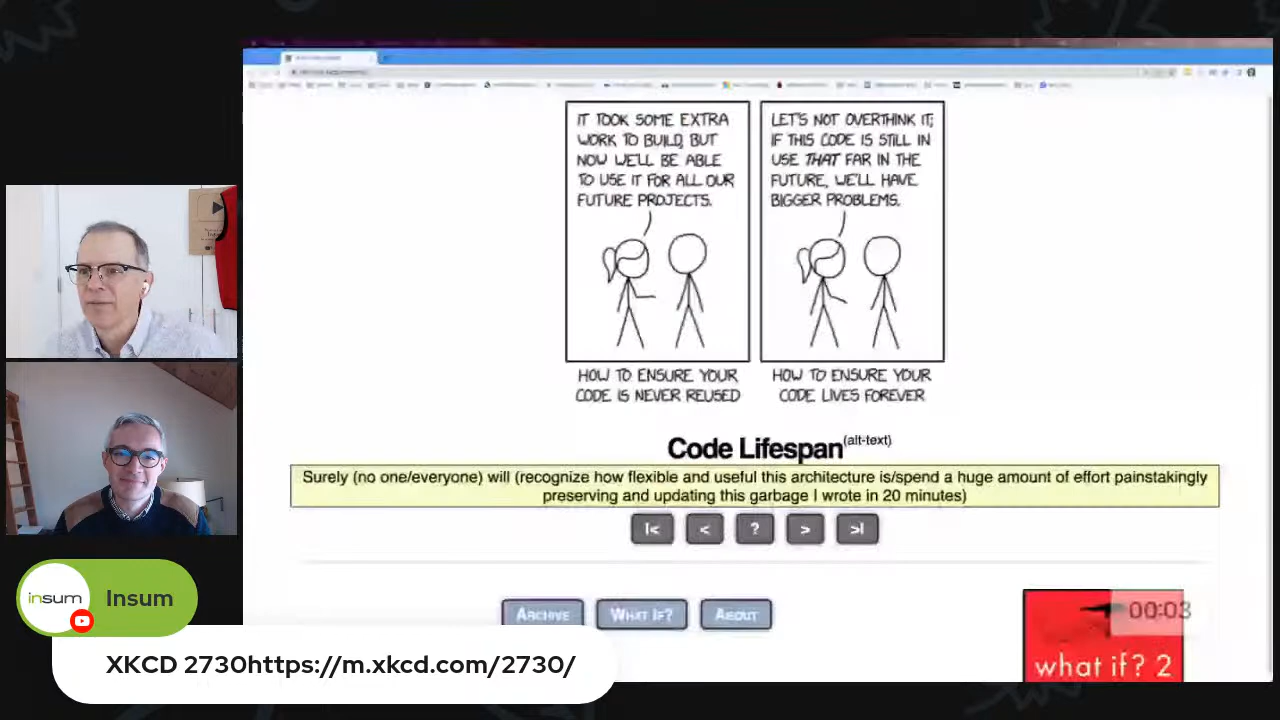 IT TOOK SOME EXTRA
WORK TO BUILD, BUT
NOW WE'LL BE ABLE
TO USE IT FOR ALL OUR
FUTURE PROJECTS.
LET'S NOT OVERTHINK IT;
IF THIS CODE IS STILL IN
USE THAT FAR IN THE
FUTURE, WE'LL HAVE
BIGGER PROBLEMS.
HOW TO ENSURE YOUR
CODE IS NEVER REUSED
HOW TO ENSURE YOUR
CODE LIVES FOREVER
Code Lifespan(alt-text)
Surely (no one/everyone) will (recognize how flexible and useful this architecture is/spend a huge amount of effort painstakingly
preserving and updating this garbage I wrote in 20 minutes)
|< < ? > >|
ARCHIVE WHAT IF? ABOUT
00:03
what if? 2
insum Insum
XKCD 2730https://m.xkcd.com/2730/